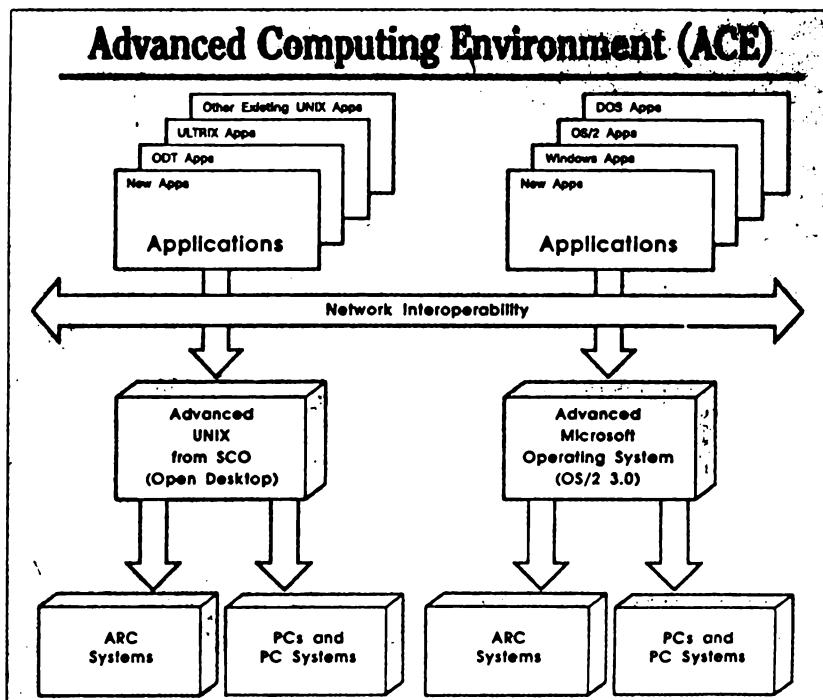 Advanced Computing Environment (ACE)
Other Existing UNIX Apps
ULTRIX Apps
ODT Apps
New Apps
Applications
DOS Apps
OS/2 Apps
Windows Apps
New Apps
Applications
Network Interoperability
Advanced
UNIX
from SCO
(Open Desktop)
Advanced
Microsoft
Operating System
(OS/2 3.0)
ARC
Systems
PCs and
PC Systems
ARC
Systems
PCs and
PC Systems